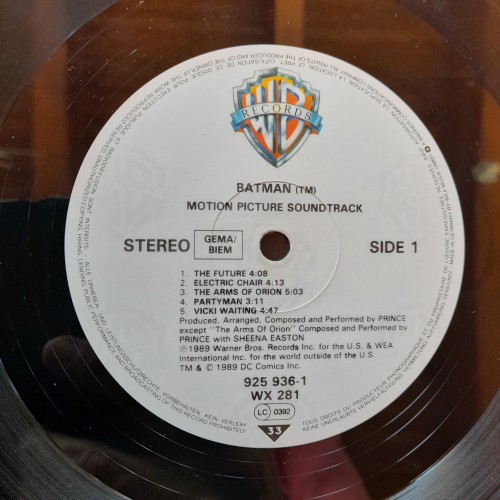 WB
RECORDS
BATMAN (TM)
MOTION PICTURE SOUNDTRACK
STEREO
GEMA/
BIEM
SIDE 1
1. THE FUTURE 4:08
2. ELECTRIC CHAIR 4:13
3. THE ARMS OF ORION 5:03
4. PARTYMAN 3:11
5. VICKI WAITING 4:47
Produced, Arranged, Composed and Performed by PRINCE
except "The Arms Of Orion" Composed and Performed by
PRINCE with SHEENA EASTON
Ⓟ 1989 Warner Bros. Records Inc. for the U.S. & WEA
International Inc. for the world outside of the U.S.
TM & © 1989 DC Comics Inc.
925 936-1
WX 281
LC 0392
33